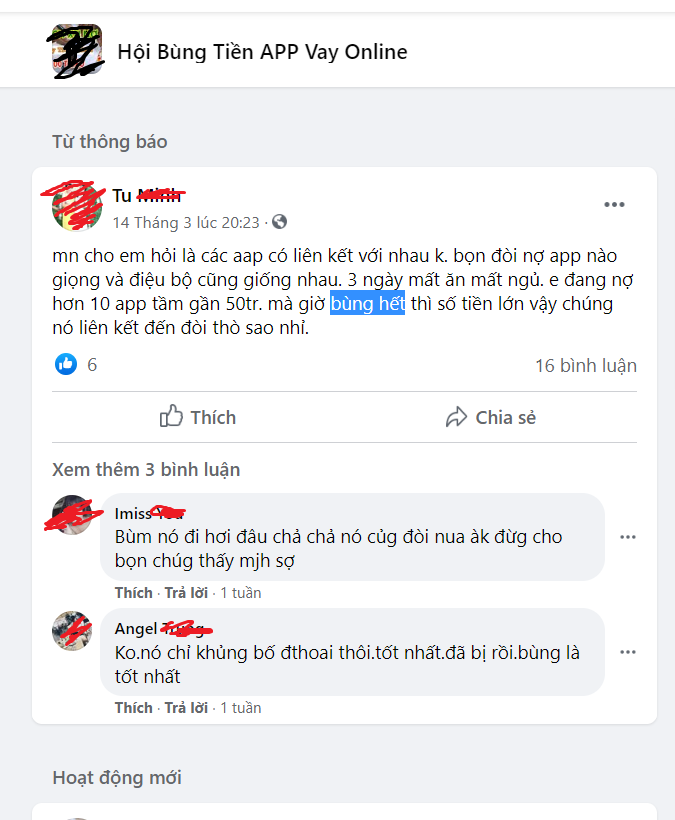 Hội Bùng Tiền APP Vay Online
Từ thông báo
Tu Minh
14 Tháng 3 lúc 20:23 ·
mn cho em hỏi là các aap có liên kết với nhau k. bọn đòi nợ app nào
giọng và điệu bộ cũng giống nhau. 3 ngày mất ăn mất ngủ. e đang nợ
hơn 10 app tầm gần 50tr. mà giờ bùng hết thì số tiền lớn vậy chúng
nó liên kết đến đòi thò sao nhỉ.
6
16 bình luận
Thích
Chia sẻ
Xem thêm 3 bình luận
Imiss
Bùm nó đi hơi đâu chả chả nó củg đòi nua àk đừg cho
bọn chúg thấy mjh sợ
Thích · Trả lời · 1 tuần
Angel
Ko.nó chỉ khủng bố đthoai thôi.tốt nhất.đã bị rồi.bùng là
tốt nhất
Thích · Trả lời · 1 tuần
Hoạt động mới